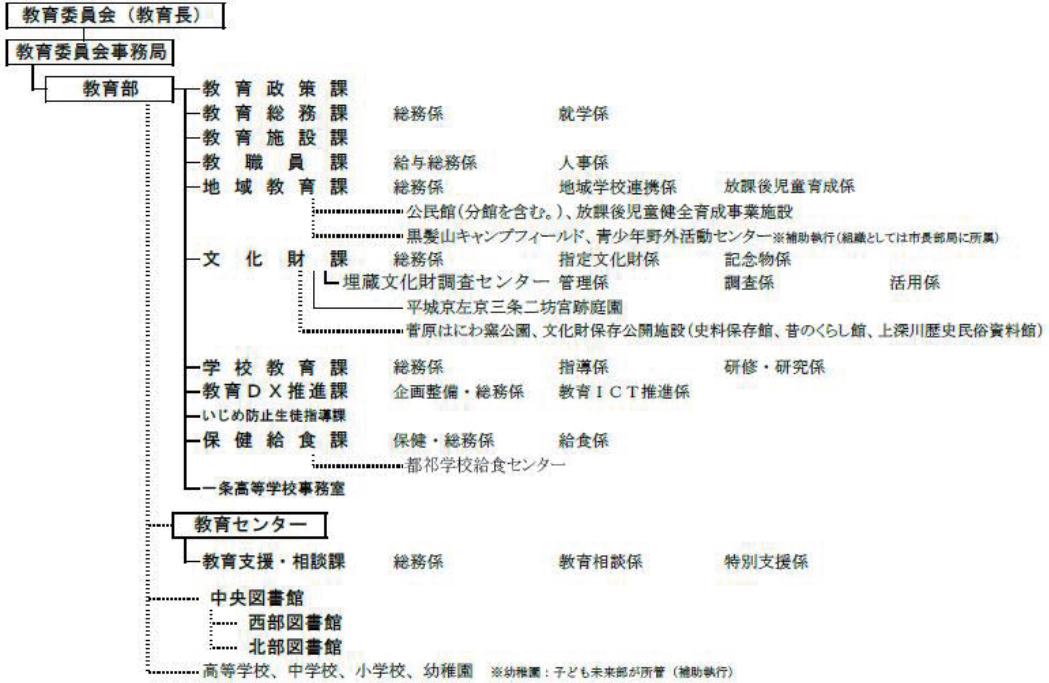 教育委員会（教育長）
教育委員会事務局
教育部
教育政策課
教育総務課 総務係 就学係
教育施設課
教職員課 給与総務係 人事係
地域教育課 総務係 地域学校連携係 放課後児童育成係
公民館(分館を含む。)、放課後児童健全育成事業施設
黒髪山キャンプフィールド、青少年野外活動センター※補助執行(組織としては市長部局に所属)
文化財課 総務係 指定文化財係 記念物係
埋蔵文化財調査センター 管理係 調査係 活用係
平城京左京三条二坊宮跡庭園
菅原はにわ窯公園、文化財保存公開施設(史料保存館、昔のくらし館、上深川歴史民俗資料館)
学校教育課 総務係 指導係 研修・研究係
教育ＤＸ推進課 企画整備・総務係 教育ＩＣＴ推進係
いじめ防止生徒指導課
保健給食課 保健・総務係 給食係
都祁学校給食センター
一条高等学校事務室
教育センター
教育支援・相談課 総務係 教育相談係 特別支援係
中央図書館
西部図書館
北部図書館
高等学校、中学校、小学校、幼稚園 ※幼稚園：子ども未来部が所管（補助執行）